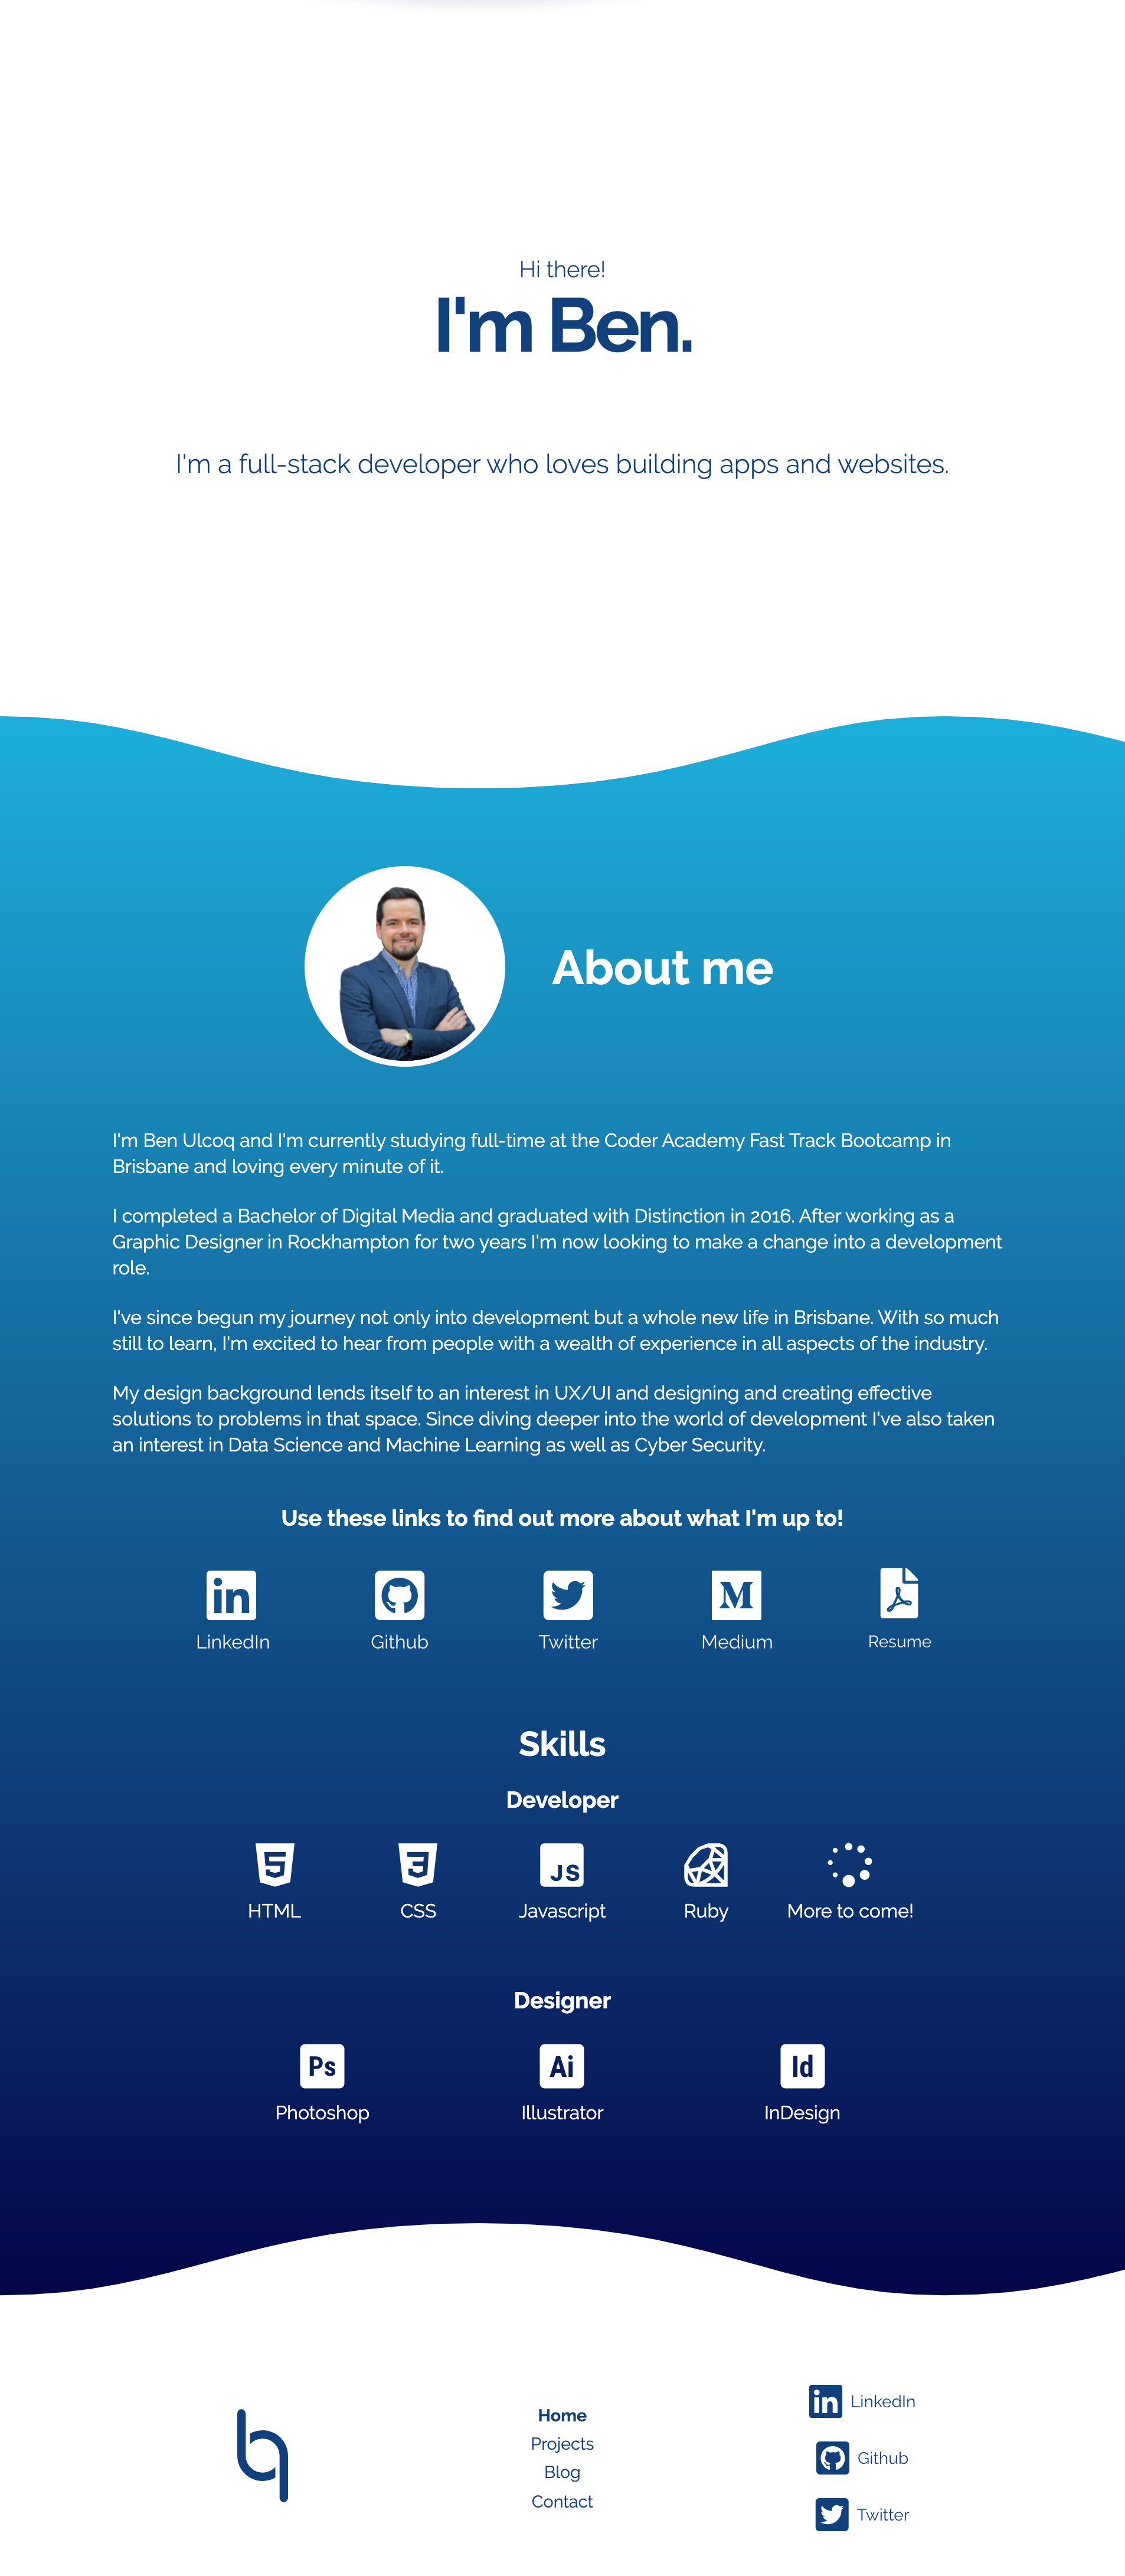 Hi there!
I'm Ben.
I'm a full-stack developer who loves building apps and websites.
About me
I'm Ben Ulcoq and I'm currently studying full-time at the Coder Academy Fast Track Bootcamp in
Brisbane and loving every minute of it.
I completed a Bachelor of Digital Media and graduated with Distinction in 2016. After working as a
Graphic Designer in Rockhampton for two years I'm now looking to make a change into a development
role.
I've since begun my journey not only into development but a whole new life in Brisbane. With so much
still to learn, I'm excited to hear from people with a wealth of experience in all aspects of the industry.
My design background lends itself to an interest in UX/UI and designing and creating effective
solutions to problems in that space. Since diving deeper into the world of development I've also taken
an interest in Data Science and Machine Learning as well as Cyber Security.
Use these links to find out more about what I'm up to!
in M
LinkedIn Github Twitter Medium Resume
Skills
Developer
5 3 JS
HTML CSS Javascript Ruby More to come!
Designer
Ps Ai Id
Photoshop Illustrator InDesign
Home
Projects
Blog
Contact
in LinkedIn
Github
Twitter